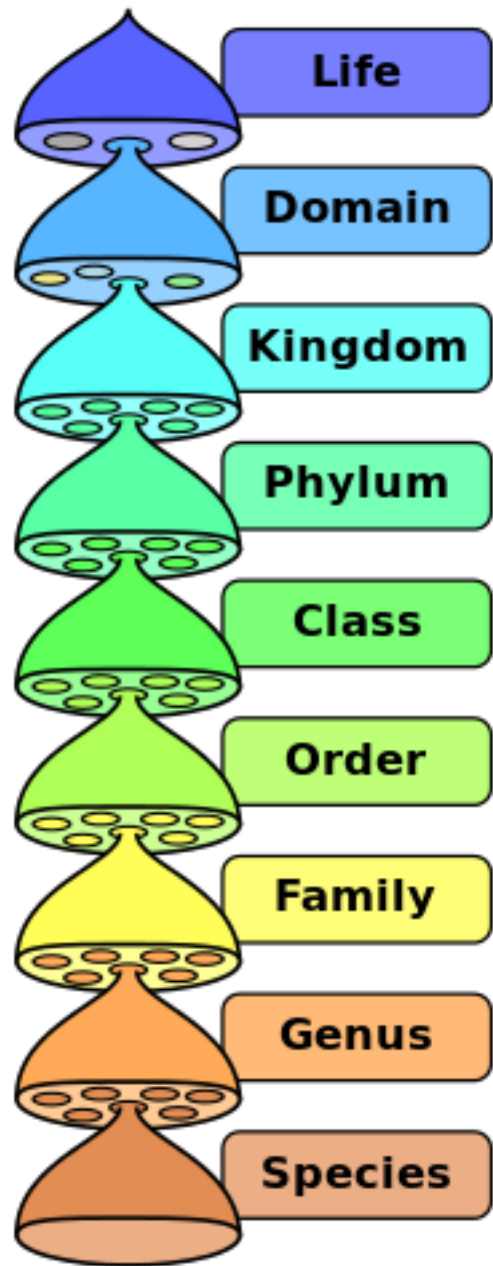 Life
Domain
Kingdom
Phylum
Class
Order
Family
Genus
Species